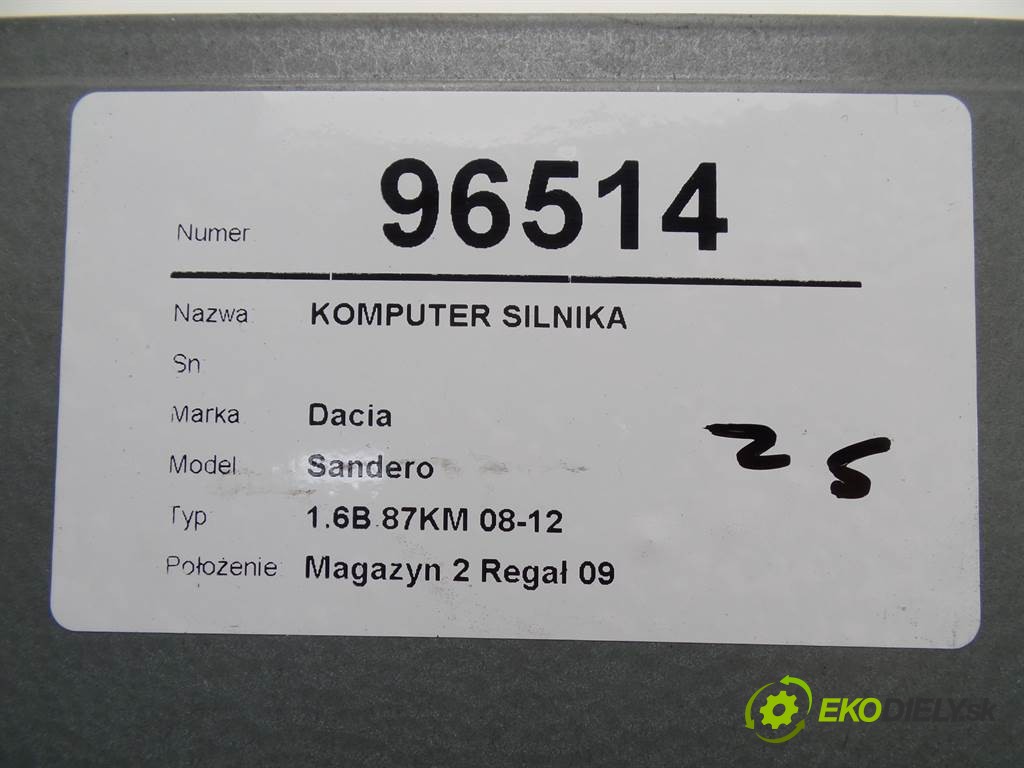 Numer 96514
Nazwa KOMPUTER SILNIKA
Sn
Marka Dacia
Model Sandero
Typ 1.6B 87KM 08-12
Położenie Magazyn 2 Regał 09
25
EKODIELY.sk